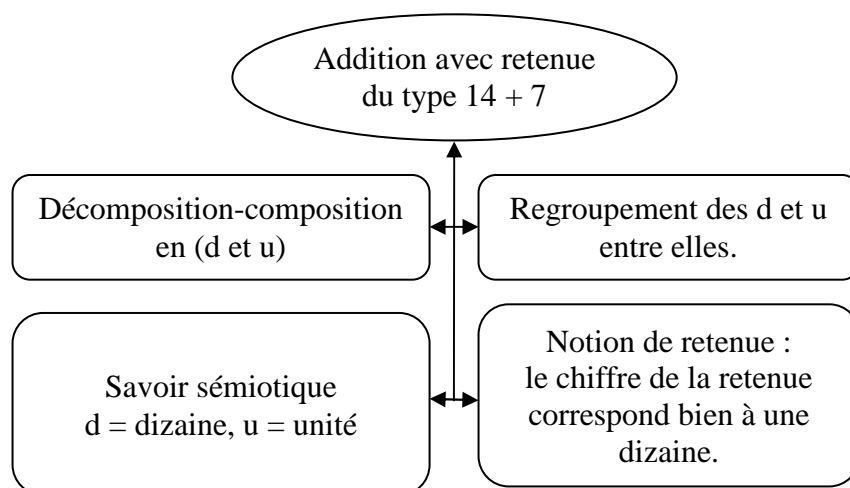 Addition avec retenue
du type 14 + 7
Décomposition-composition
en (d et u)
Regroupement des d et u
entre elles.
Savoir sémiotique
d = dizaine, u = unité
Notion de retenue :
le chiffre de la retenue
correspond bien à une
dizaine.